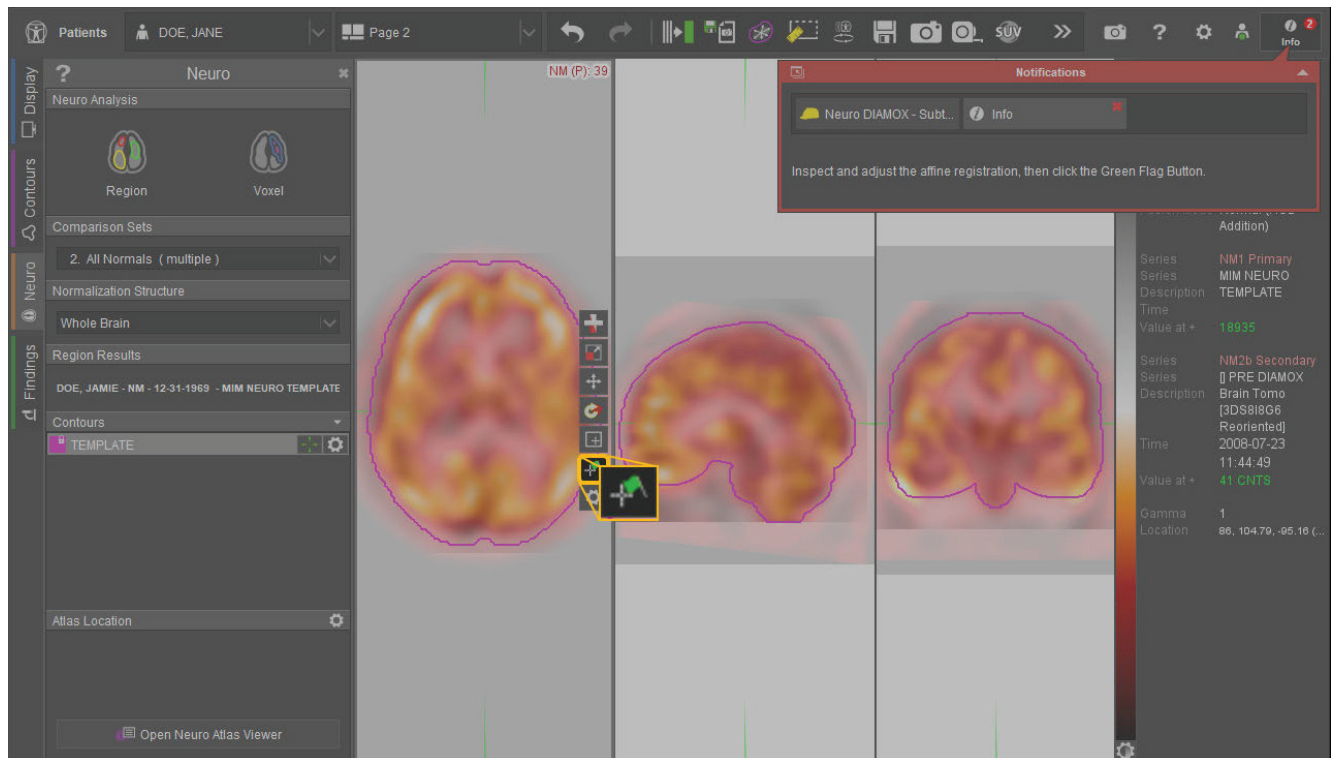 Patients
DOE, JANE
Page 2
SUV
?
2
Info
Display
Contours
Neuro
Findings
? Neuro
Neuro Analysis
Region
Voxel
Comparison Sets
2. All Normals ( multiple )
Normalization Structure
Whole Brain
Region Results
DOE, JAMIE - NM - 12-31-1969 - MIM NEURO TEMPLATE
Contours
TEMPLATE
Atlas Location
Open Neuro Atlas Viewer
NM (P): 39
Notifications
Neuro DIAMOX - Subt...
Info
Inspect and adjust the affine registration, then click the Green Flag Button.
Addition)
Series NM1 Primary
Series MIM NEURO
Description TEMPLATE
Time
Value at + 18935
Series NM2b Secondary
Series [] PRE DIAMOX
Description Brain Tomo
[3DS8I8G6
Reoriented]
Time 2008-07-23
11:44:49
Value at + 41 CNTS
Gamma 1
Location 86, 104.79, -95.16 (...